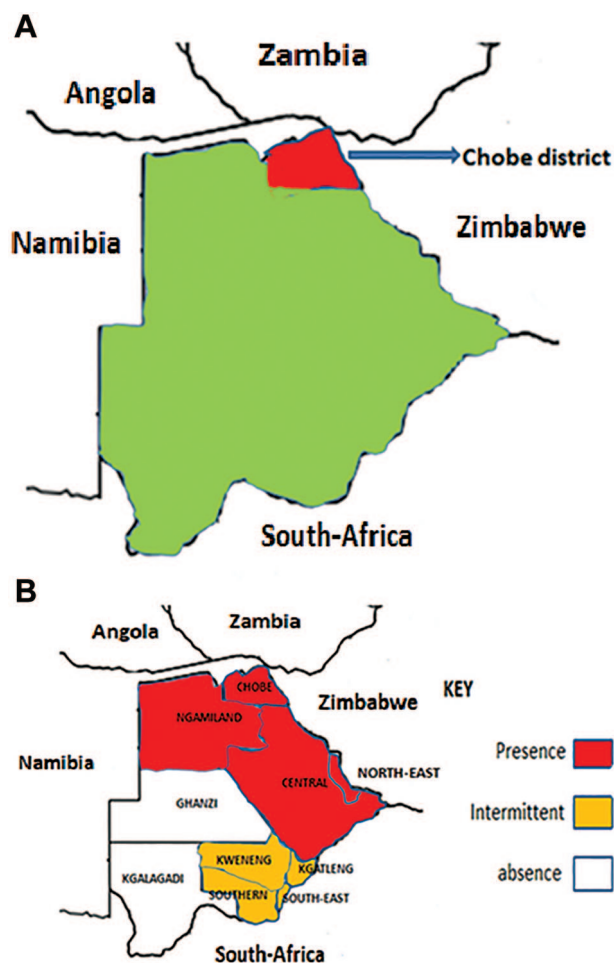 A
Zambia
Angola
Chobe district
Namibia
Zimbabwe
South-Africa
B
Angola
Zambia
Zimbabwe
KEY
CHOBE
NGAMILAND
Namibia
Presence
CENTRAL
NORTH-EAST
GHANZI
Intermittent
KWENENG
KGATLENG
KGALAGADI
absence
SOUTHERN
SOUTH-EAST
South-Africa